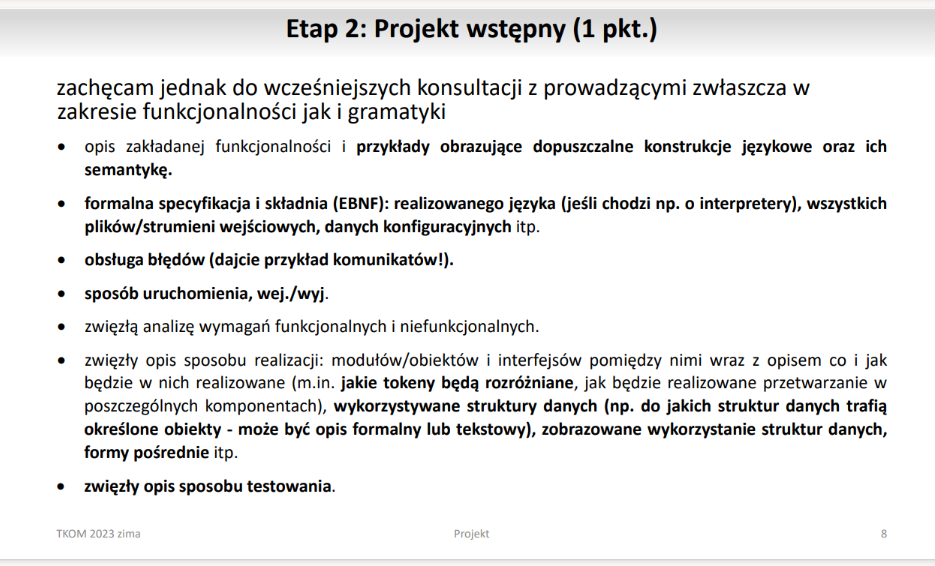 Etap 2: Projekt wstępny (1 pkt.)
zachęcam jednak do wcześniejszych konsultacji z prowadzącymi zwłaszcza w
zakresie funkcjonalności jak i gramatyki
• opis zakładanej funkcjonalności i przykłady obrazujące dopuszczalne konstrukcje językowe oraz ich
semantykę.
• formalna specyfikacja i składnia (EBNF): realizowanego języka (jeśli chodzi np. o interpretery), wszystkich
plików/strumieni wejściowych, danych konfiguracyjnych itp.
• obsługa błędów (dajcie przykład komunikatów!).
• sposób uruchomienia, wej./wyj.
• zwięzłą analizę wymagań funkcjonalnych i niefunkcjonalnych.
• zwięzły opis sposobu realizacji: modułów/obiektów i interfejsów pomiędzy nimi wraz z opisem co i jak
będzie w nich realizowane (m.in. jakie tokeny będą rozróżniane, jak będzie realizowane przetwarzanie w
poszczególnych komponentach), wykorzystywane struktury danych (np. do jakich struktur danych trafią
określone obiekty - może być opis formalny lub tekstowy), zobrazowane wykorzystanie struktur danych,
formy pośrednie itp.
• zwięzły opis sposobu testowania.
TKOM 2023 zima
Projekt
8